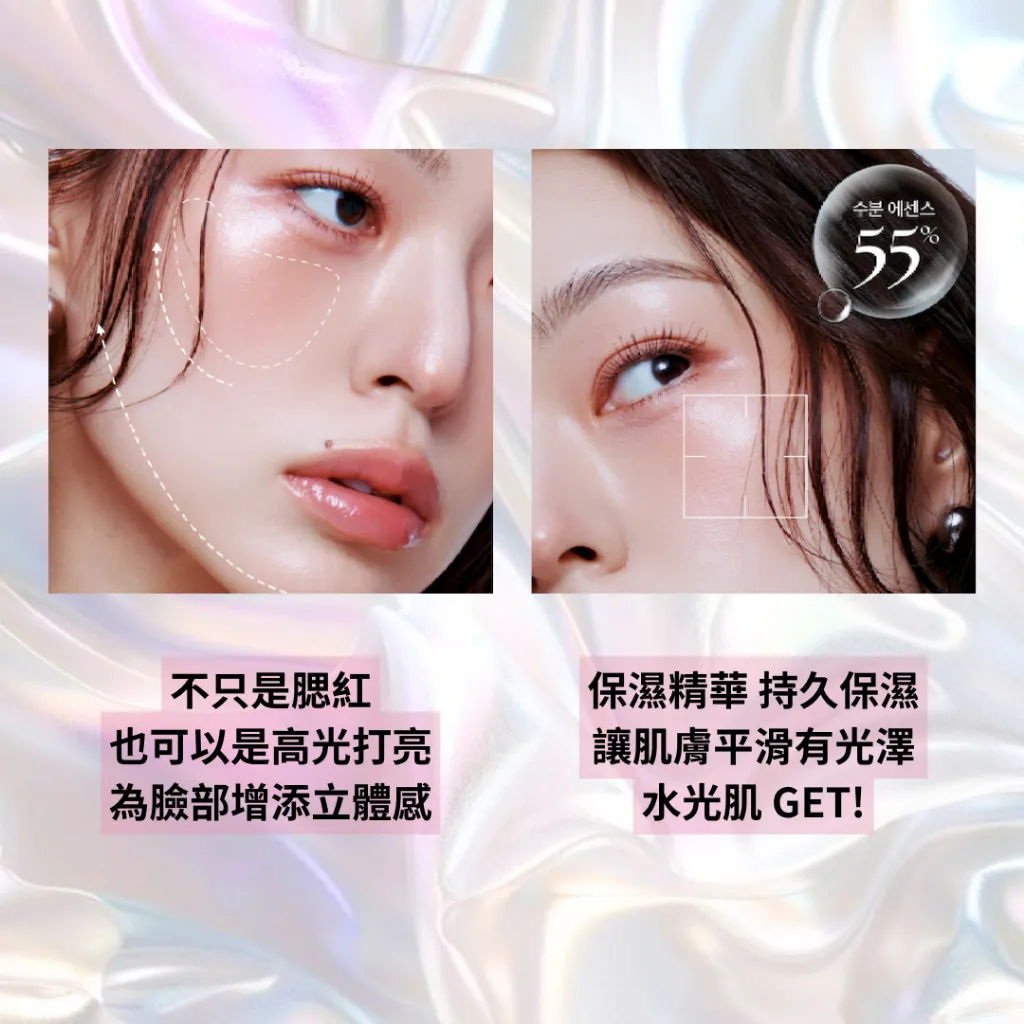 수분 에센스
55%
不只是腮紅
也可以是高光打亮
為臉部增添立體感
保濕精華 持久保濕
讓肌膚平滑有光澤
水光肌 GET!